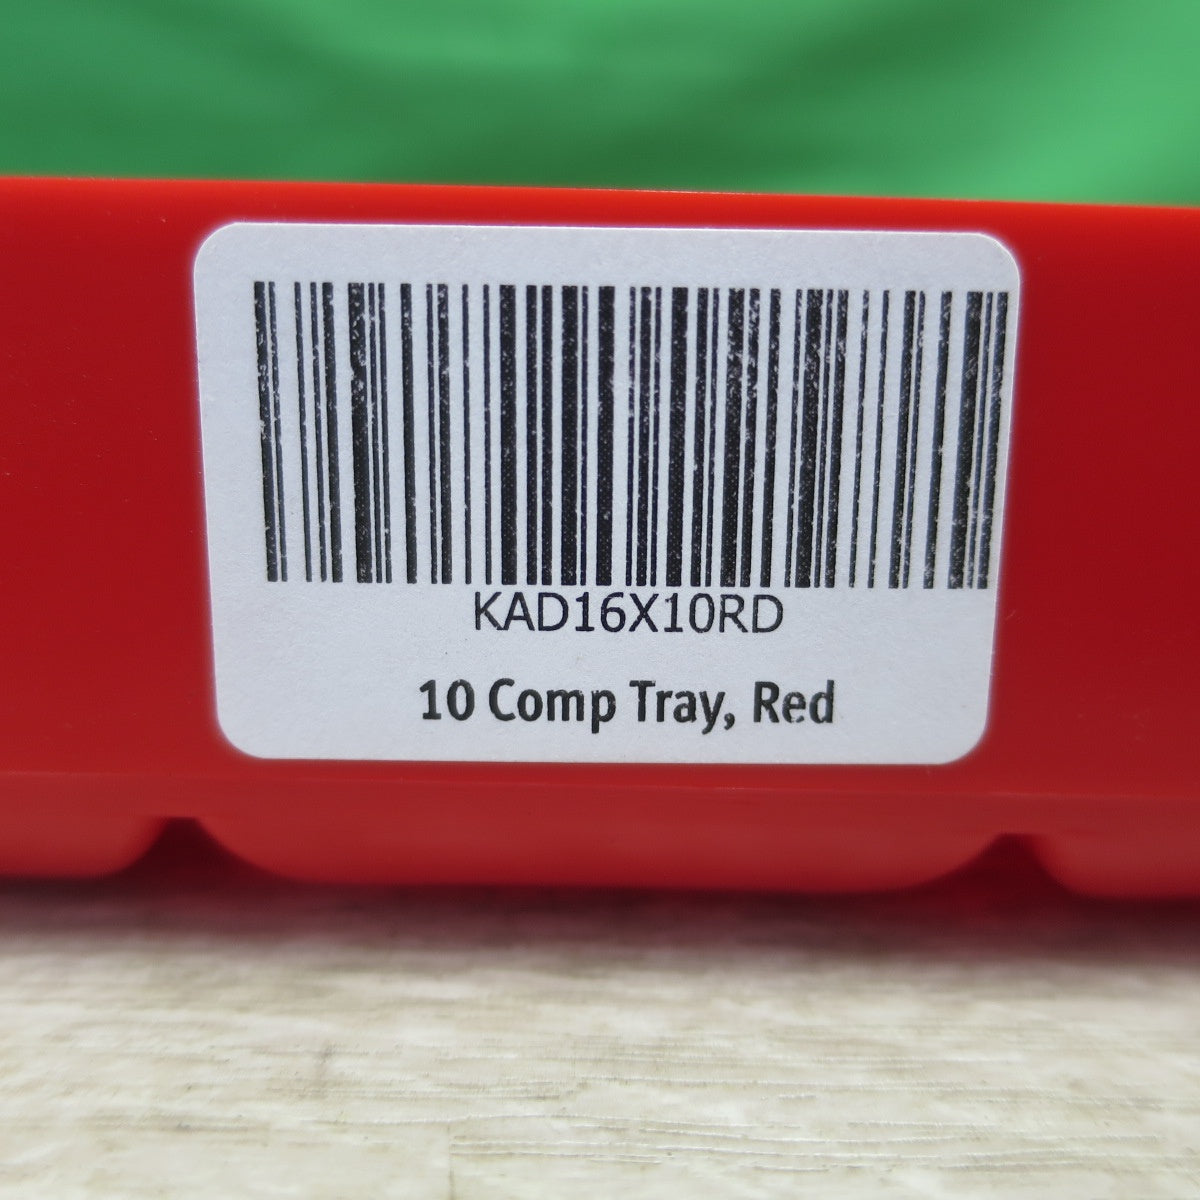 KAD16X10RD
10 Comp Tray, Red